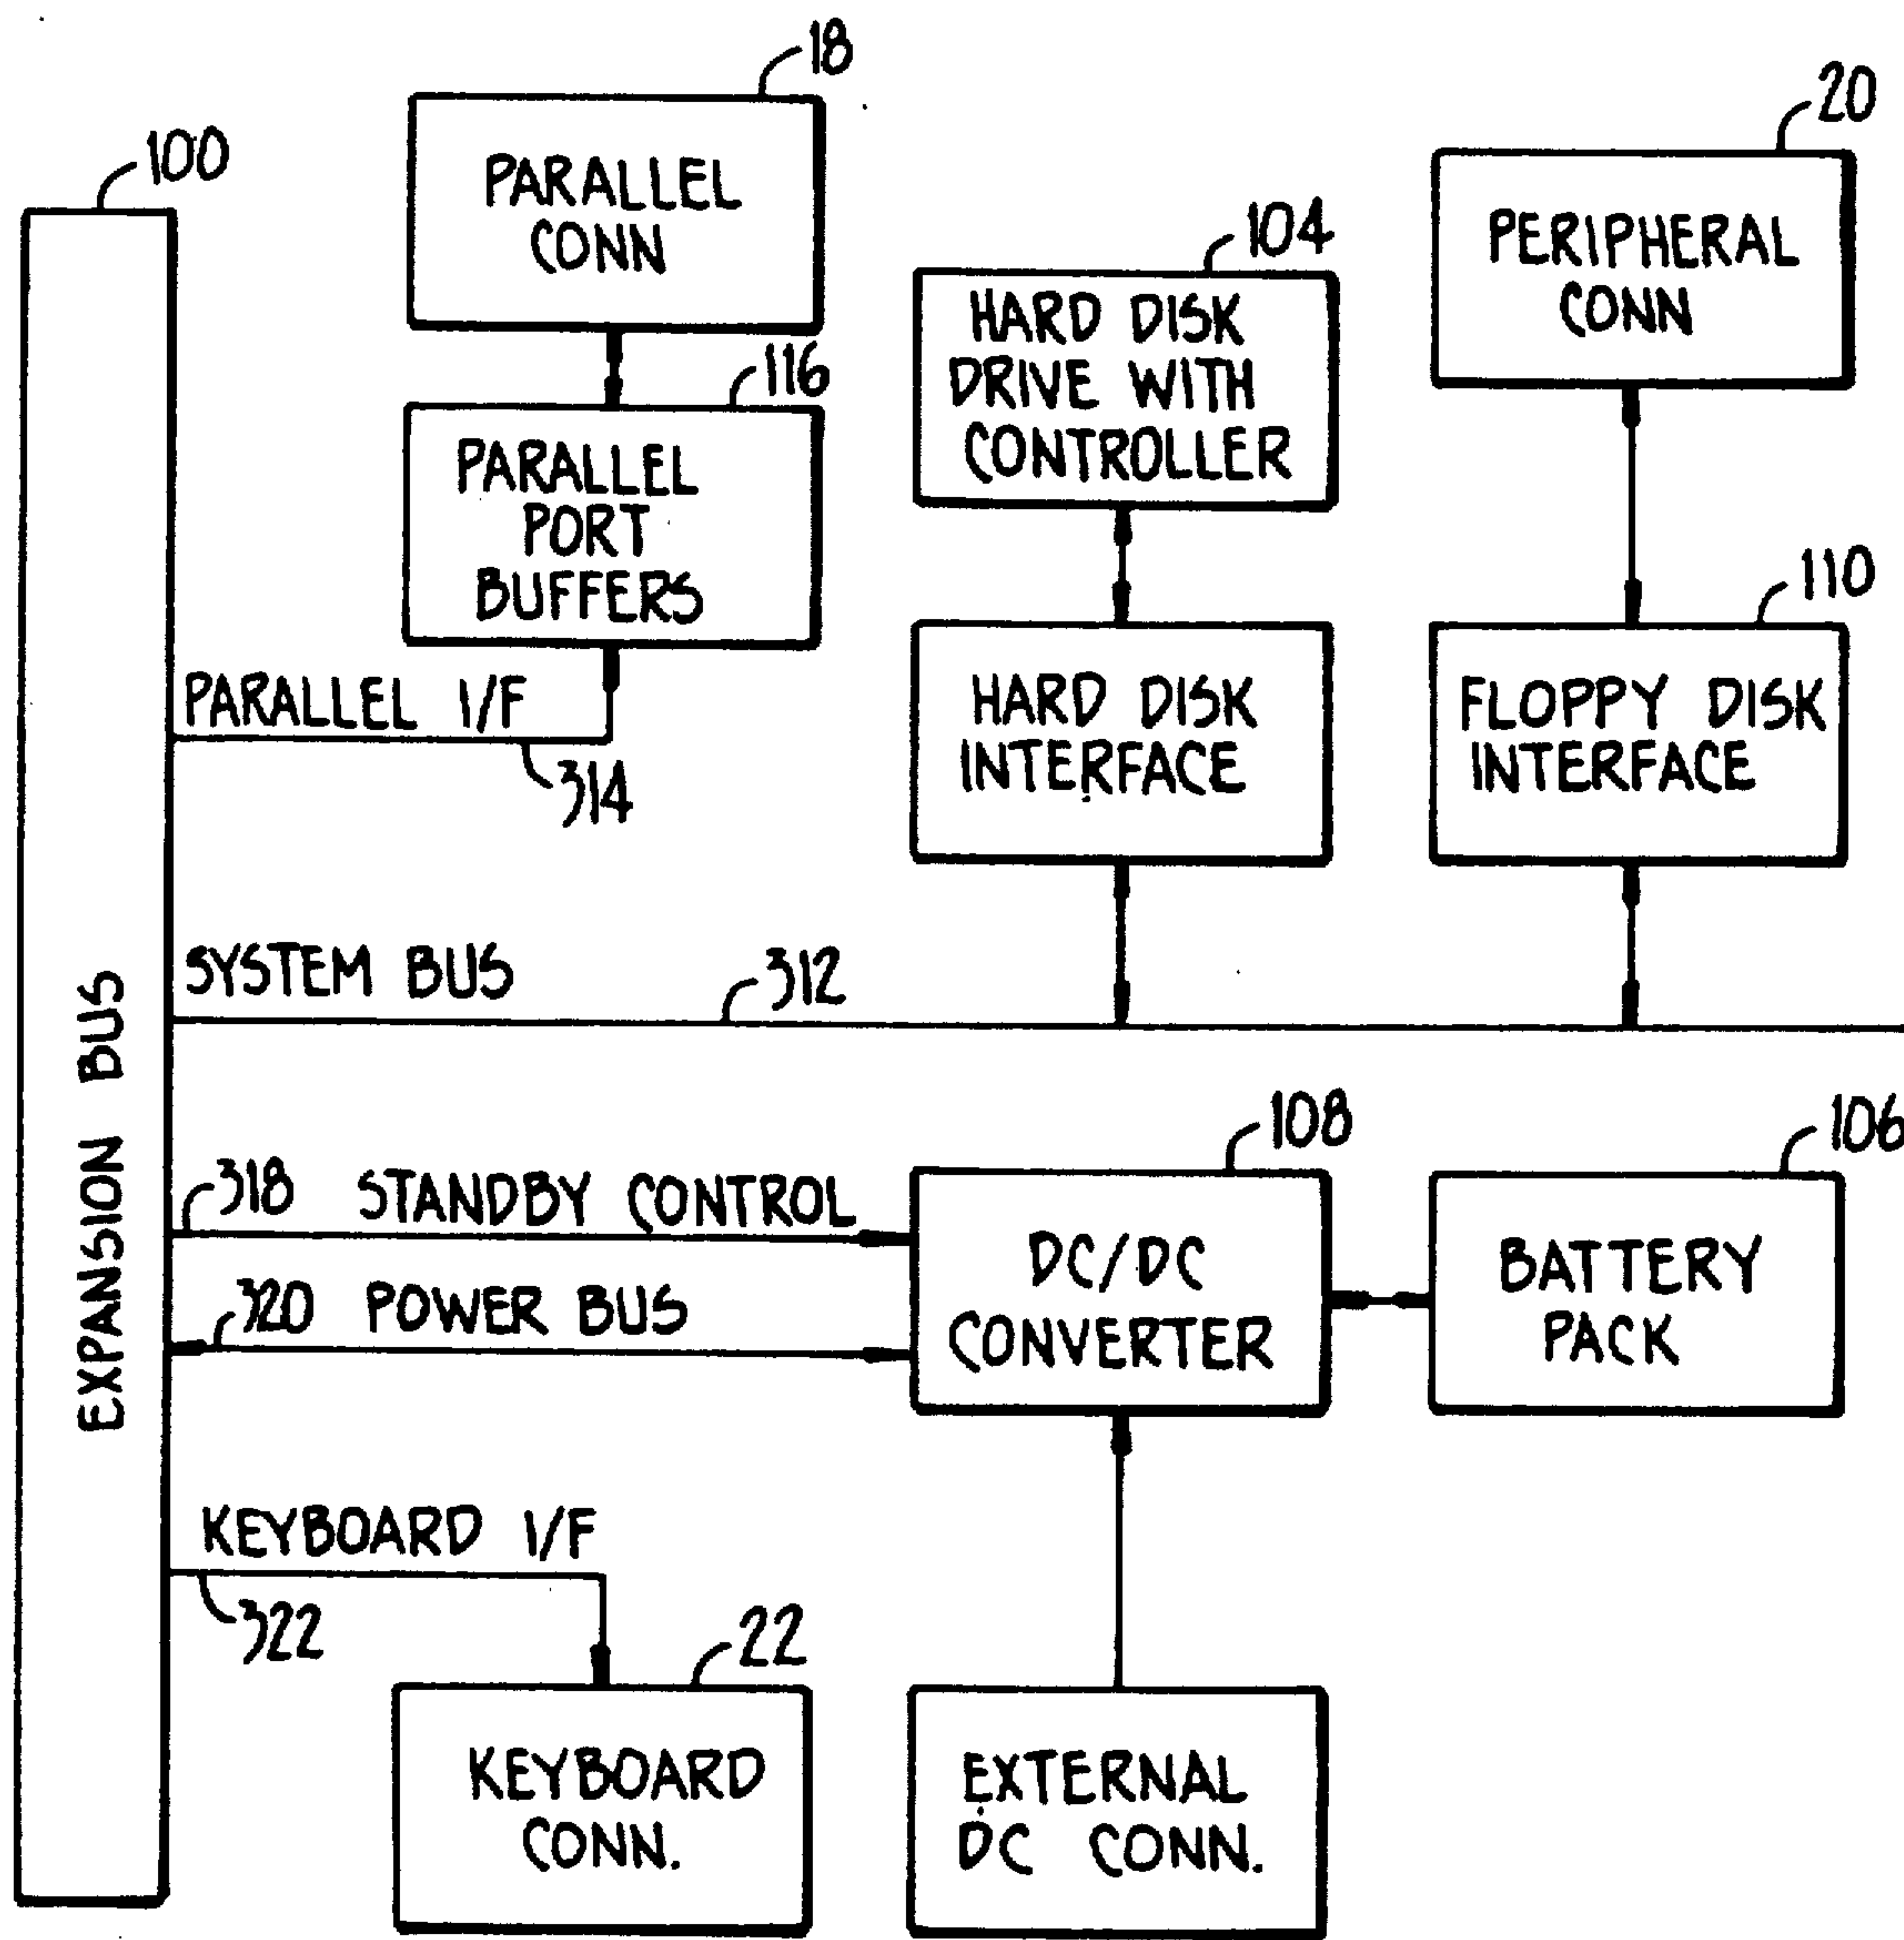 18
PARALLEL
CONN
20
PERIPHERAL
CONN
100
104
HARD DISK
DRIVE WITH
CONTROLLER
116
PARALLEL
PORT
BUFFERS
110
HARD DISK
INTERFACE
FLOPPY DISK
INTERFACE
PARALLEL I/F
314
SYSTEM BUS
312
EXPANSION BUS
108
106
318 STANDBY CONTROL
DC/DC
CONVERTER
BATTERY
PACK
320 POWER BUS
KEYBOARD I/F
322
22
KEYBOARD
CONN.
EXTERNAL
DC CONN.